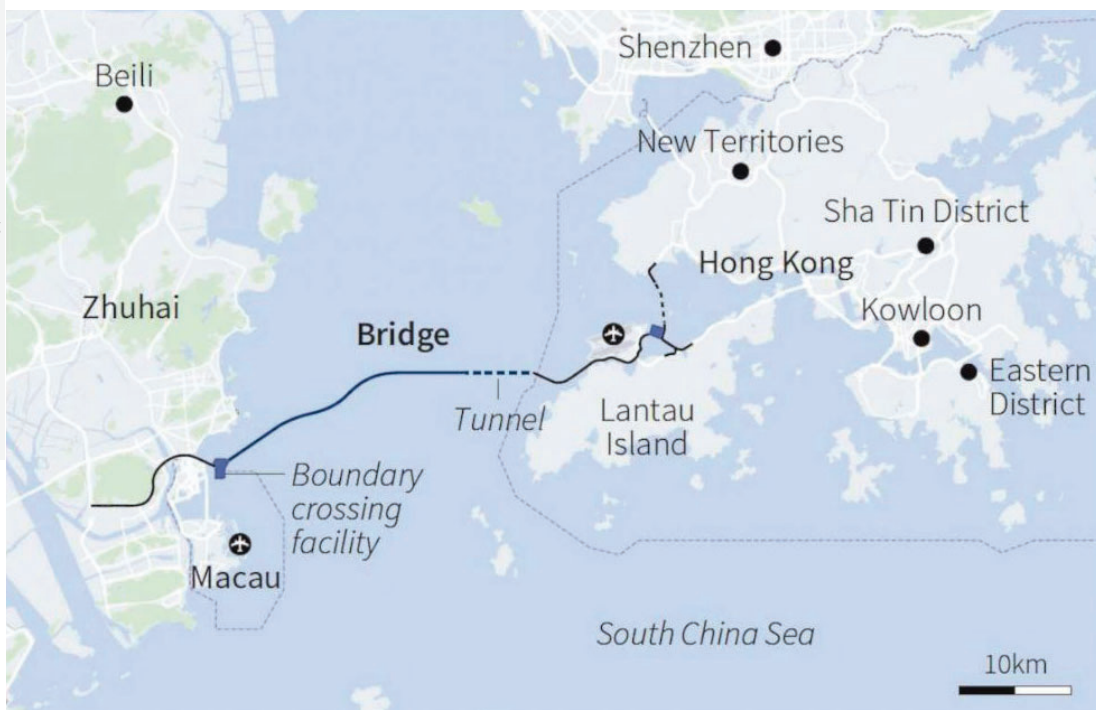 Shenzhen
Beili
New Territories
Sha Tin District
Hong Kong
Zhuhai
Kowloon
Bridge
Eastern
District
Tunnel
Lantau
Island
Boundary
crossing
facility
Macau
South China Sea
10km